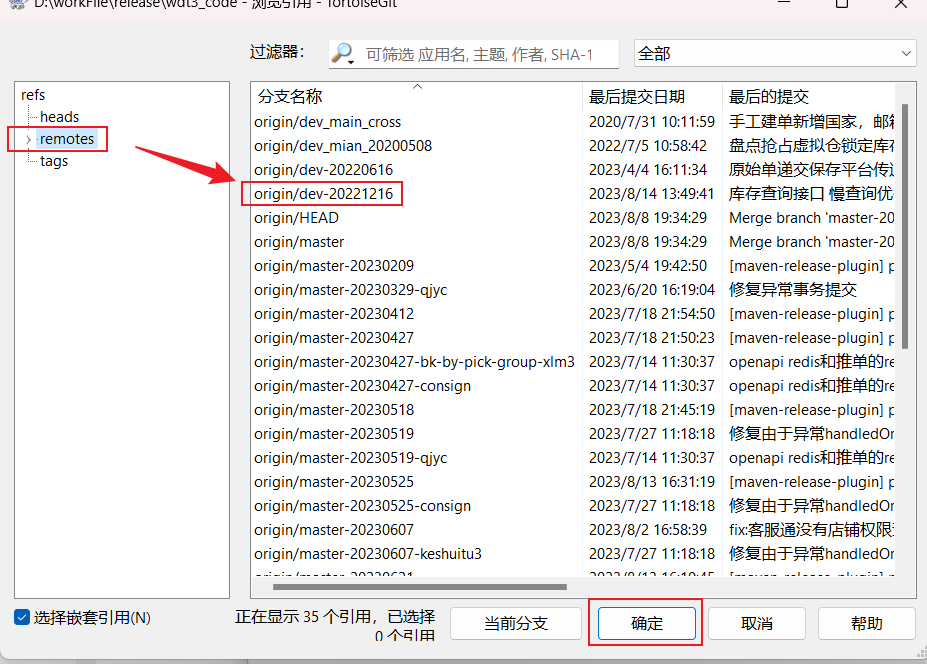 D:\workFile\release\wdt3_code - 浏览引用 - TortoiseGit
过滤器：
可筛选 应用名, 主题, 作者, SHA-1
全部
refs
heads
remotes
tags
分支名称 最后提交日期 最后的提交
origin/dev_main_cross 2020/7/31 10:11:59 手工建单新增国家，邮箱
origin/dev_mian_20200508 2022/7/5 10:58:42 盘点抢占虚拟仓锁定库存
origin/dev-20220616 2023/4/4 16:11:34 原始单递交保存平台传
origin/dev-20221216 2023/8/14 13:49:41 库存查询接口 慢查询优
origin/HEAD 2023/8/8 19:34:29 Merge branch 'master-20
origin/master 2023/8/8 19:34:29 Merge branch 'master-20
origin/master-20230209 2023/5/4 19:42:50 [maven-release-plugin] p
origin/master-20230329-qjyc 2023/6/20 16:19:04 修复异常事务提交
origin/master-20230412 2023/7/18 21:54:50 [maven-release-plugin] p
origin/master-20230427 2023/7/18 21:50:23 [maven-release-plugin] p
origin/master-20230427-bk-by-pick-group-xlm3 2023/7/14 11:30:37 openapi redis和推单的re
origin/master-20230427-consign 2023/7/14 11:30:37 openapi redis和推单的re
origin/master-20230518 2023/7/18 21:45:19 [maven-release-plugin] p
origin/master-20230519 2023/7/27 11:18:18 修复由于异常handledOr
origin/master-20230519-qjyc 2023/7/14 11:30:37 openapi redis和推单的re
origin/master-20230525 2023/8/13 16:31:19 [maven-release-plugin] p
origin/master-20230525-consign 2023/7/27 11:18:18 修复由于异常handledOr
origin/master-20230607 2023/8/2 16:58:39 fix:客服通没有店铺权限
origin/master-20230607-keshuitu3 2023/7/27 11:18:18 修复由于异常handledOr
选择嵌套引用(N)
正在显示 35 个引用，已选择
0 个引用
当前分支
确定
取消
帮助